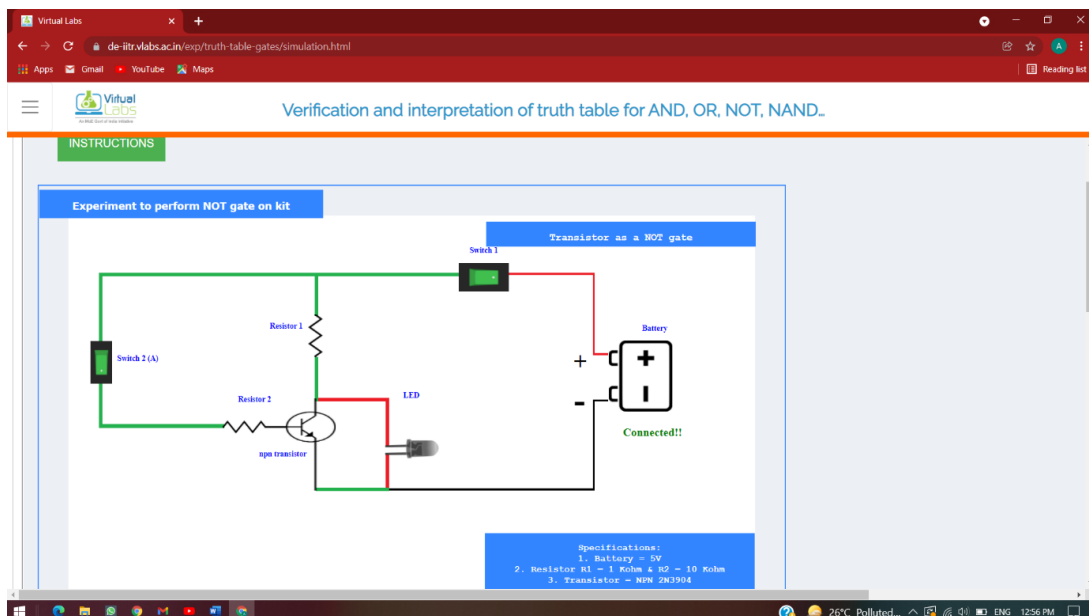 Virtual Labs
de-iitr.vlabs.ac.in/exp/truth-table-gates/simulation.html
A
Apps Gmail YouTube Maps
Reading list
Virtual
Labs
Verification and interpretation of truth table for AND, OR, NOT, NAND...
INSTRUCTIONS
Experiment to perform NOT gate on kit
Transistor as a NOT gate
Switch 1
Resistor 1
Battery
Switch 2 (A)
+
+
LED
Resistor 2
-
Connected!!
npn transistor
Specifications:
1. Battery = 5V
2. Resistor R1 - 1 Kohm & R2 - 10 Kohm
3. Transistor - NPN 2N3904
26°C Polluted... ENG 12:56 PM